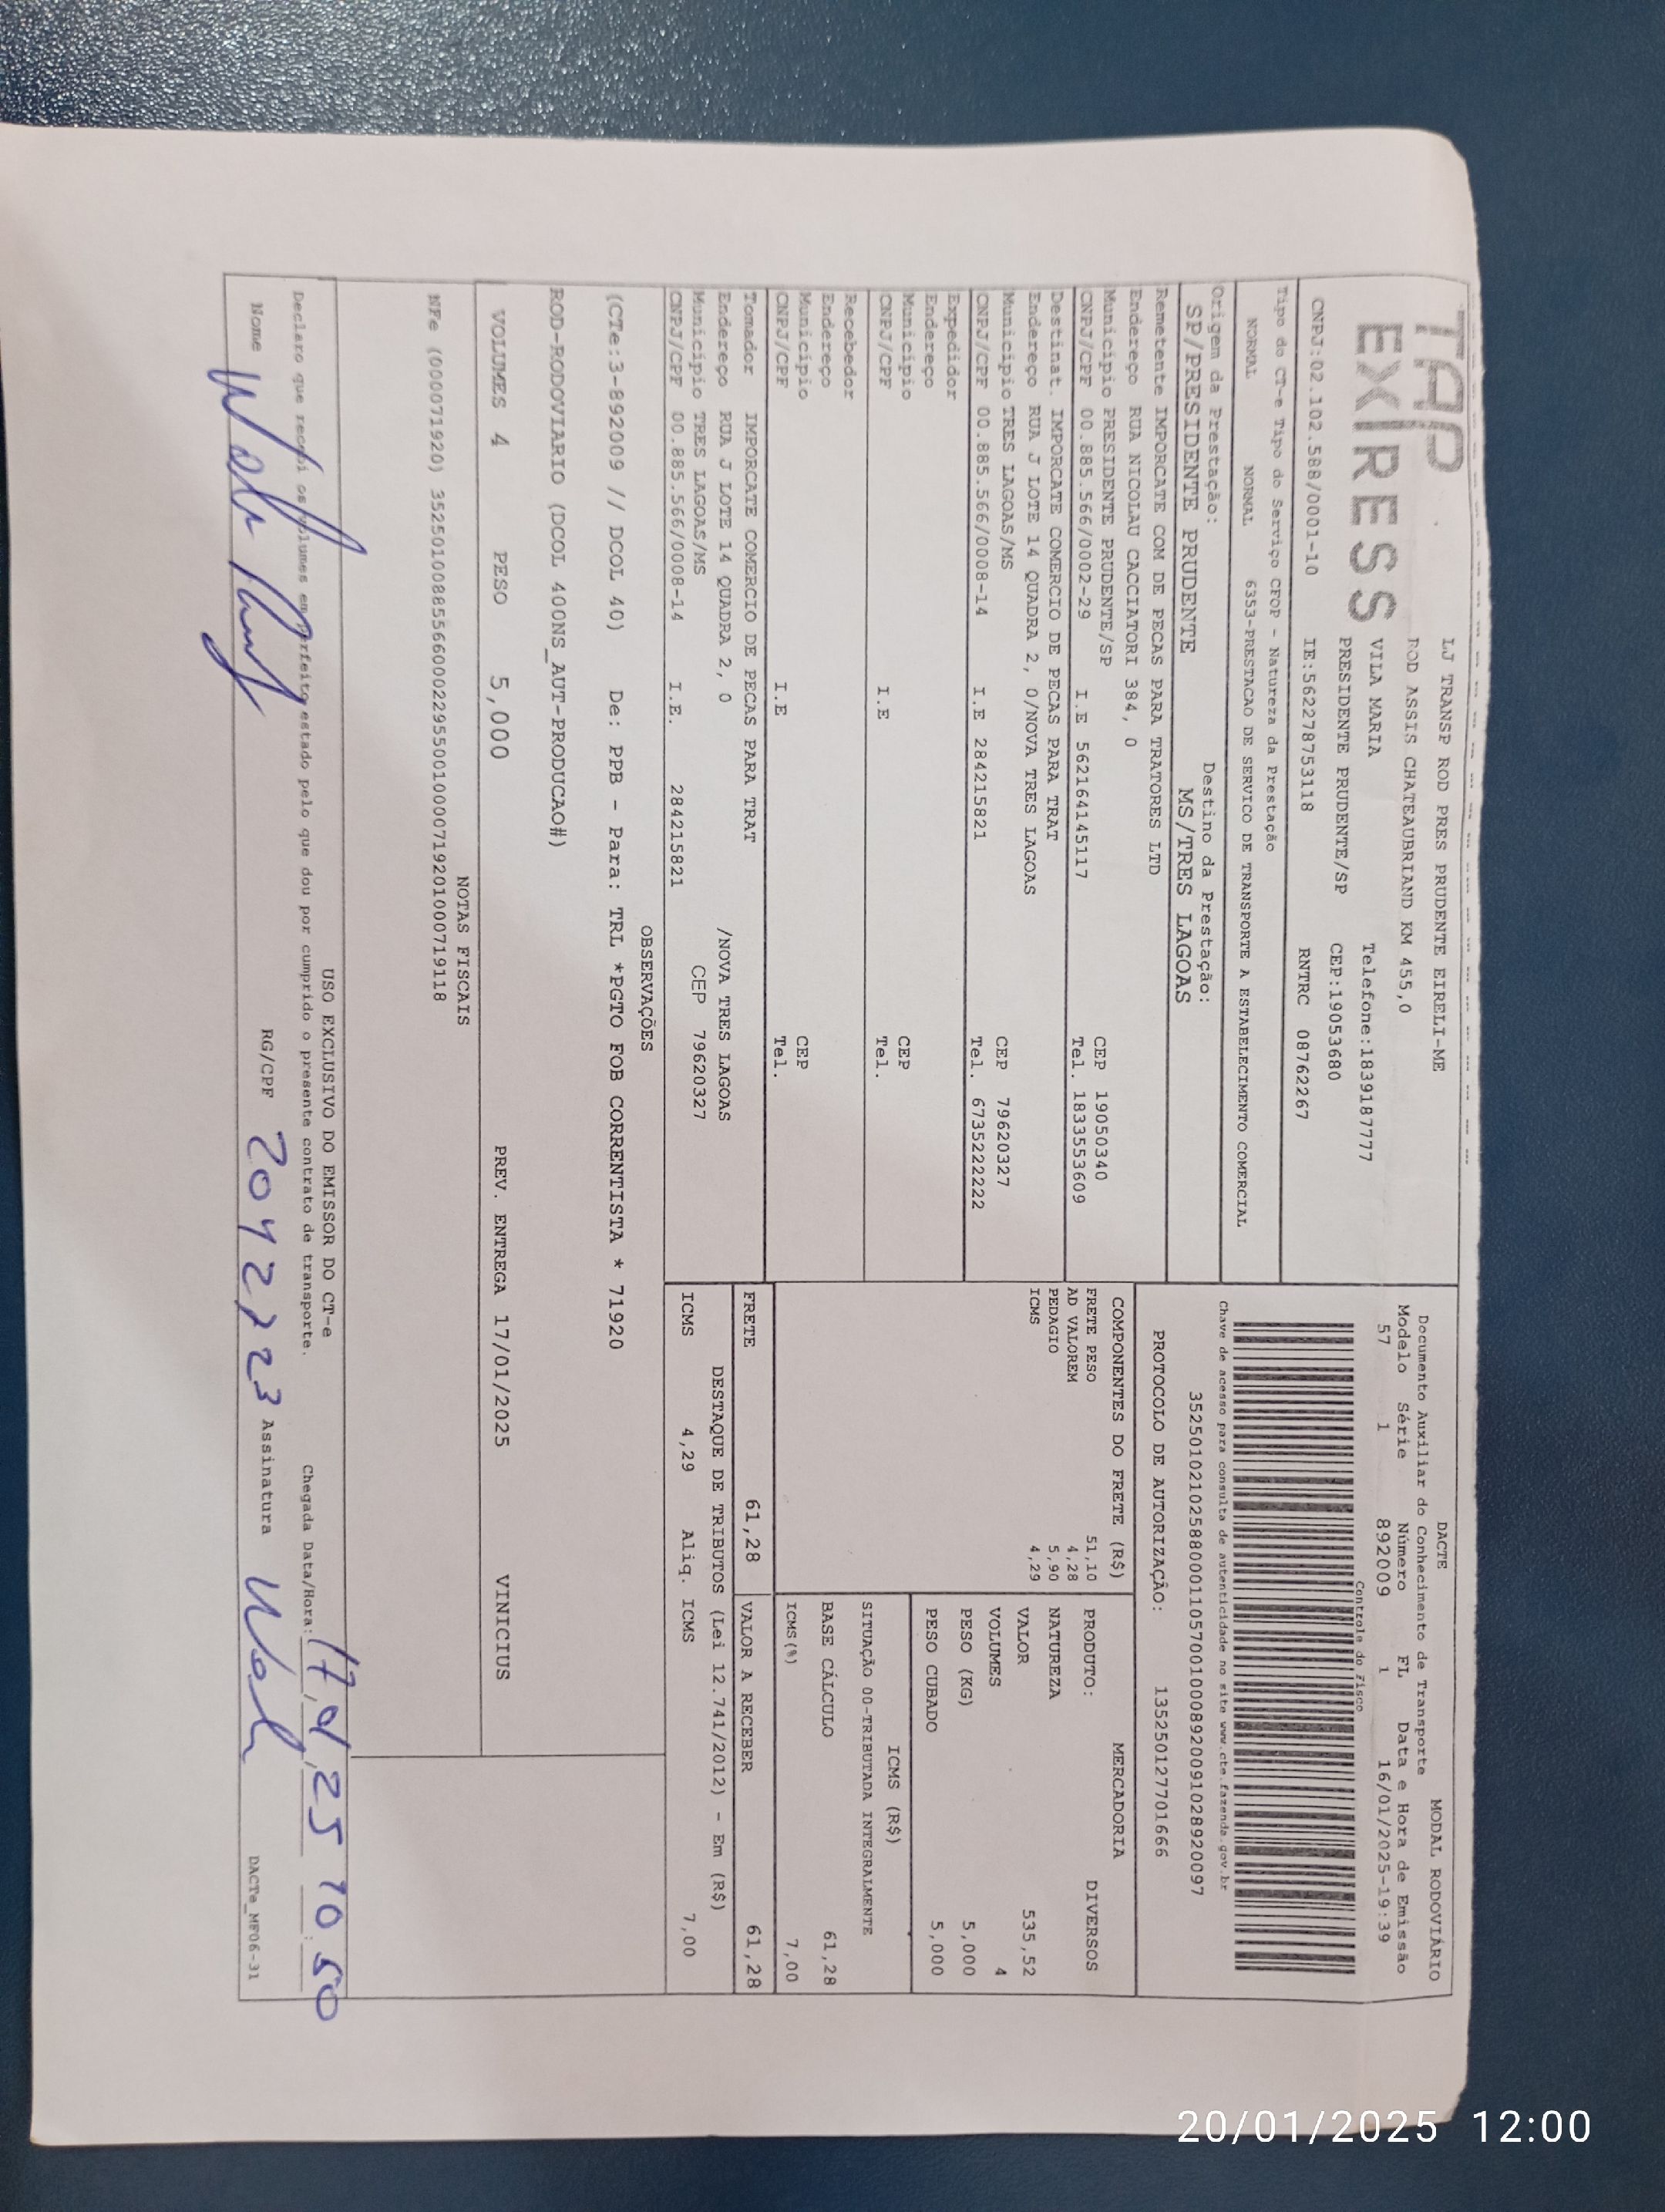 TAP
EXPRESS
LJ TRANSP ROD PRES PRUDENTE EIRELI-ME
ROD ASSIS CHATEAUBRIAND KM 455,0
VILA MARIA Telefone:1839187777
PRESIDENTE PRUDENTE/SP CEP:19053680
CNPJ:02.102.588/0001-10 IE:562278753118 RNTRC 08762267
DACTE MODAL RODOVIÁRIO
Documento Auxiliar do Conhecimento de Transporte
Modelo Série Número FL Data e Hora de Emissão
57 1 892009 1 16/01/2025-19:39
Controle do Fisco
Chave de acesso para consulta de autenticidade no site www.cte.fazenda.gov.br
35250102102588000110570010008920091028920097
PROTOCOLO DE AUTORIZAÇÃO: 135250127701666
Tipo do CT-e Tipo do Serviço CFOP - Natureza da Prestação
NORMAL NORMAL 6353-PRESTACAO DE SERVICO DE TRANSPORTE A ESTABELECIMENTO COMERCIAL
Origem da Prestação: Destino da Prestação:
SP/PRESIDENTE PRUDENTE MS/TRES LAGOAS
Remetente IMPORCATE COM DE PECAS PARA TRATORES LTD
Endereço RUA NICOLAU CACCIATORI 384, 0
Municipio PRESIDENTE PRUDENTE/SP CEP 19050340
CNPJ/CPF 00.885.566/0002-29 I.E 562164145117 Tel. 1833553609
Destinat. IMPORCATE COMERCIO DE PECAS PARA TRAT
Endereço RUA J LOTE 14 QUADRA 2, 0/NOVA TRES LAGOAS
Municipio TRES LAGOAS/MS CEP 79620327
CNPJ/CPF 00.885.566/0008-14 I.E 284215821 Tel. 6735222222
Expedidor
Endereço
Municipio CEP
CNPJ/CPF I.E Tel.
Recebedor
Endereço
Municipio CEP
CNPJ/CPF I.E Tel.
Tomador IMPORCATE COMERCIO DE PECAS PARA TRAT
Endereço RUA J LOTE 14 QUADRA 2, 0 /NOVA TRES LAGOAS
Municipio TRES LAGOAS/MS CEP 79620327
CNPJ/CPF 00.885.566/0008-14 I.E. 284215821
COMPONENTES DO FRETE (R$)
FRETE PESO 51,10
AD VALOREM 4,28
PEDAGIO 5,90
ICMS 4,29
MERCADORIA
PRODUTO: DIVERSOS
NATUREZA
VALOR 535,52
VOLUMES 4
PESO (KG) 5,000
PESO CUBADO 5,000
ICMS (R$)
SITUAÇÃO 00-TRIBUTADA INTEGRALMENTE
BASE CÁLCULO 61,28
ICMS(%) 7,00
FRETE 61,28 VALOR A RECEBER 61,28
DESTAQUE DE TRIBUTOS (Lei 12.741/2012) - Em (R$)
ICMS 4,29 Aliq. ICMS 7,00
OBSERVAÇÕES
(CTe:3-892009 // DCOL 40) De: PPB - Para: TRL *PGTO FOB CORRENTISTA * 71920
ROD-RODOVIARIO (DCOL 400NS_AUT-PRODUCAO#)
VOLUMES 4 PESO 5,000 PREV. ENTREGA 17/01/2025 VINICIUS
NOTAS FISCAIS
NFe (000071920) 35250100885566000229550010000719201000719118
USO EXCLUSIVO DO EMISSOR DO CT-e
Declaro que recebi os volumes em perfeito estado pelo que dou por cumprido o presente contrato de transporte. Chegada Data/Hora: 17/01/25 10:50
Nome RG/CPF Assinatura
DACTe_MF06-31
20/01/2025 12:00